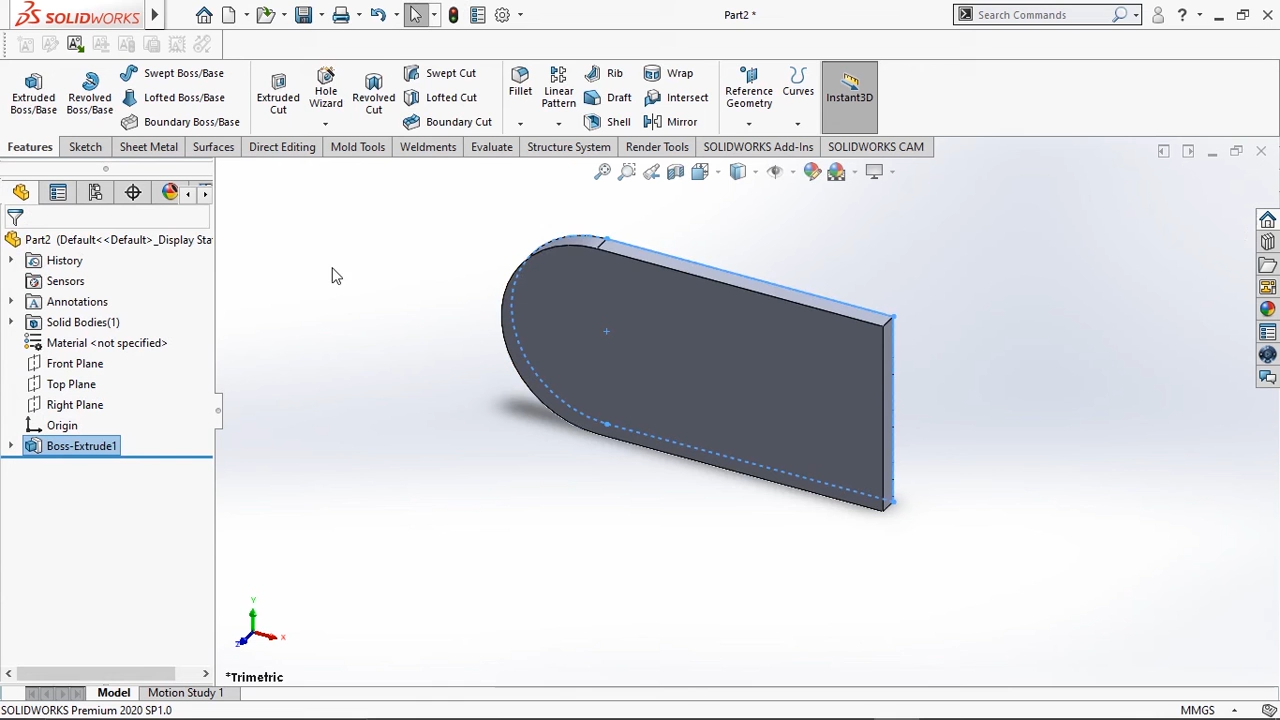 SOLIDWORKS
Part2 *
Search Commands
Extruded Boss/Base
Revolved Boss/Base
Swept Boss/Base
Lofted Boss/Base
Boundary Boss/Base
Extruded Cut
Hole Wizard
Revolved Cut
Swept Cut
Lofted Cut
Boundary Cut
Fillet
Linear Pattern
Rib
Draft
Shell
Wrap
Intersect
Mirror
Reference Geometry
Curves
Instant3D
Features
Sketch
Sheet Metal
Surfaces
Direct Editing
Mold Tools
Weldments
Evaluate
Structure System
Render Tools
SOLIDWORKS Add-Ins
SOLIDWORKS CAM
Part2 (Default<<Default>_Display Sta
History
Sensors
Annotations
Solid Bodies(1)
Material <not specified>
Front Plane
Top Plane
Right Plane
Origin
Boss-Extrude1
Y
X
Z
*Trimetric
Model
Motion Study 1
SOLIDWORKS Premium 2020 SP1.0
MMGS